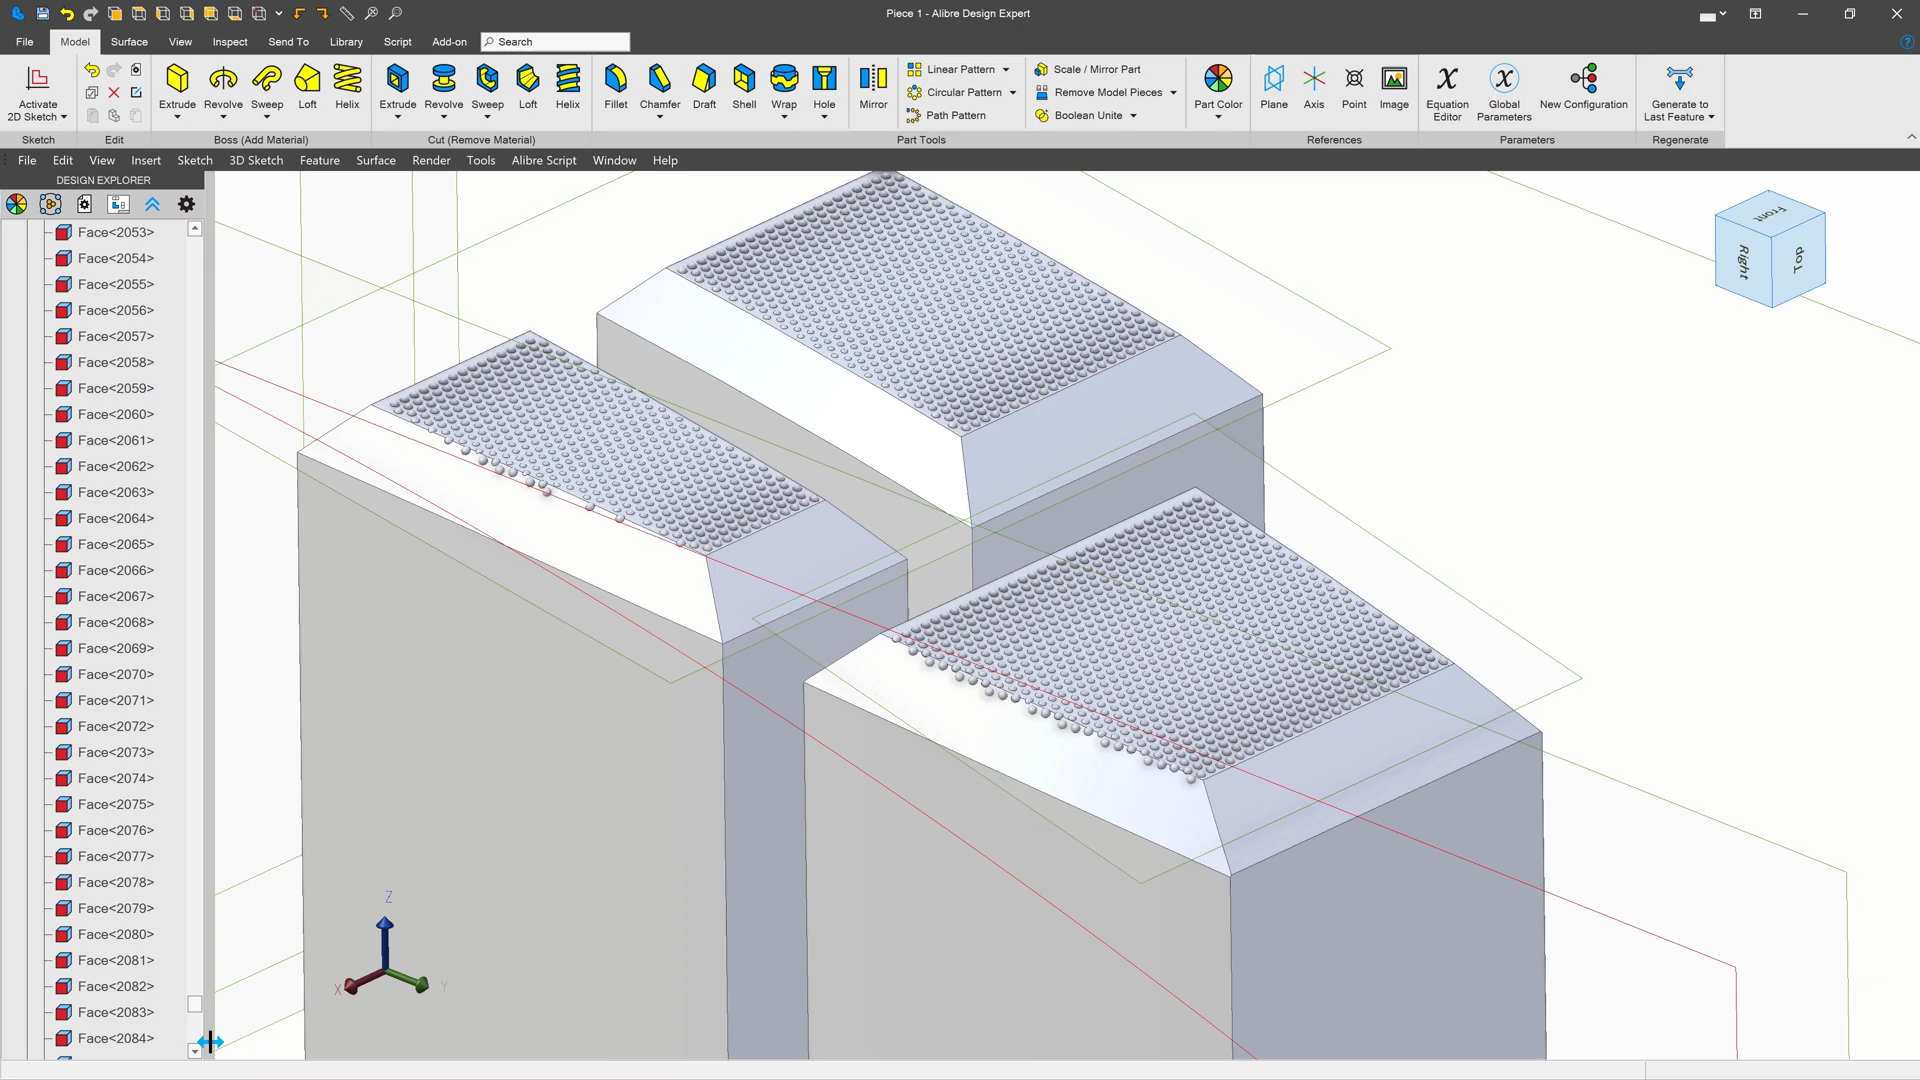 Piece 1 - Alibre Design Expert
File Model Surface View Inspect Send To Library Script Add-on Search
Activate 2D Sketch
Extrude Revolve Sweep Loft Helix
Extrude Revolve Sweep Loft Helix
Fillet Chamfer Draft Shell Wrap Hole Mirror
Linear Pattern
Circular Pattern
Path Pattern
Scale / Mirror Part
Remove Model Pieces
Boolean Unite
Part Color Plane Axis Point Image
Equation Editor
Global Parameters
New Configuration
Generate to Last Feature
Sketch Edit Boss (Add Material) Cut (Remove Material) Part Tools References Parameters Regenerate
File Edit View Insert Sketch 3D Sketch Feature Surface Render Tools Alibre Script Window Help
DESIGN EXPLORER
Face<2053>
Face<2054>
Face<2055>
Face<2056>
Face<2057>
Face<2058>
Face<2059>
Face<2060>
Face<2061>
Face<2062>
Face<2063>
Face<2064>
Face<2065>
Face<2066>
Face<2067>
Face<2068>
Face<2069>
Face<2070>
Face<2071>
Face<2072>
Face<2073>
Face<2074>
Face<2075>
Face<2076>
Face<2077>
Face<2078>
Face<2079>
Face<2080>
Face<2081>
Face<2082>
Face<2083>
Face<2084>
Front
Right
Top
Z
X
Y